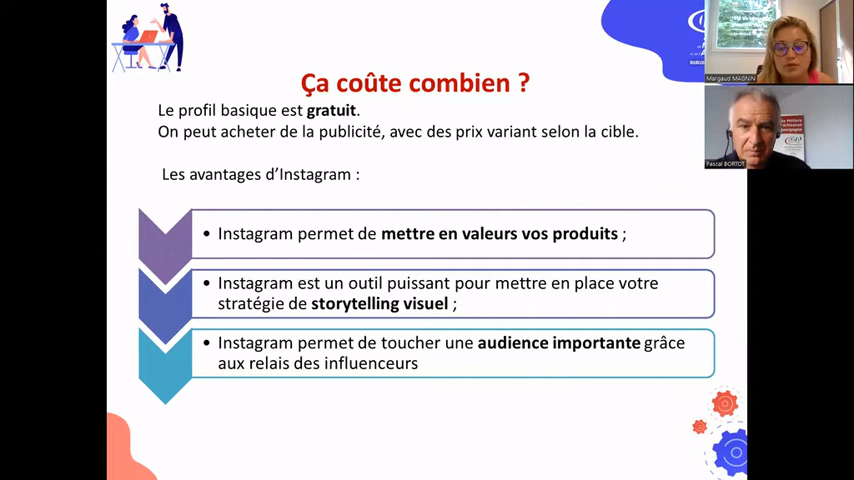 Ça coûte combien ?
Le profil basique est gratuit.
On peut acheter de la publicité, avec des prix variant selon la cible.
Les avantages d’Instagram :
• Instagram permet de mettre en valeurs vos produits ;
• Instagram est un outil puissant pour mettre en place votre
stratégie de storytelling visuel ;
• Instagram permet de toucher une audience importante grâce
aux relais des influenceurs
Margaud MAGNIN
Pascal BORTOT